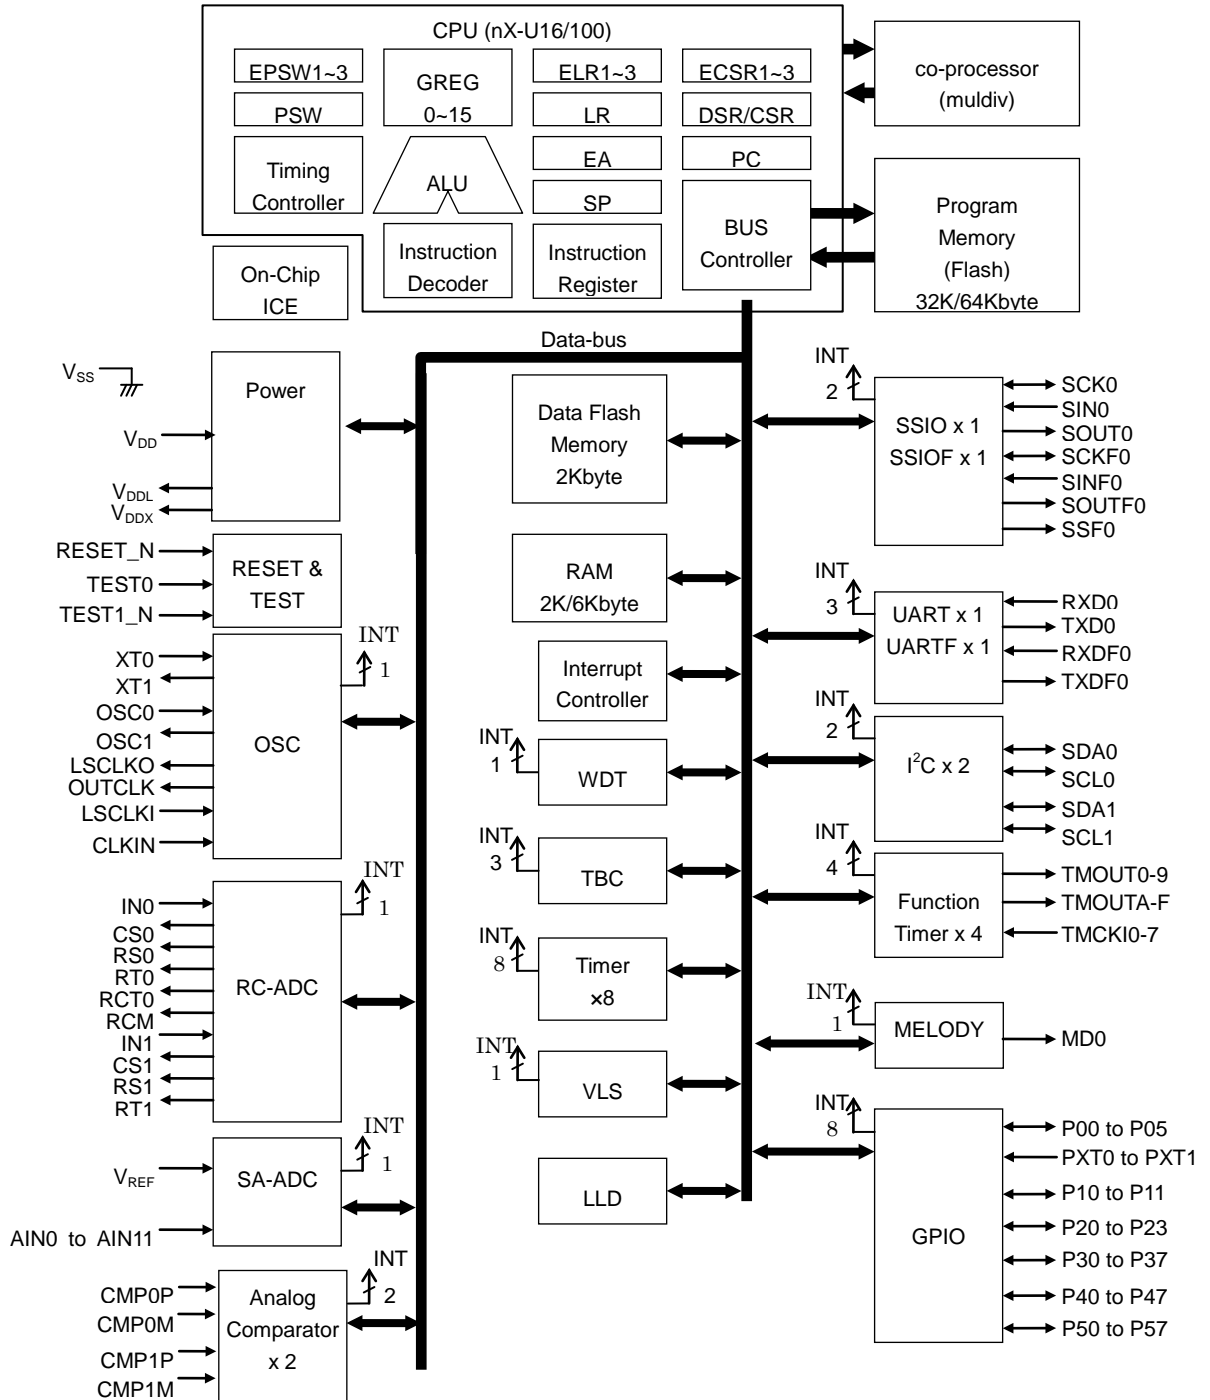 CPU (nX-U16/100)
EPSW1~3
GREG
0~15
ELR1~3
ECSR1~3
PSW
LR
DSR/CSR
Timing
Controller
ALU
EA
PC
SP
BUS
Controller
Instruction
Decoder
Instruction
Register
On-Chip
ICE
co-processor
(muldiv)
Program
Memory
(Flash)
32K/64Kbyte
Data-bus
VSS
Power
VDD
VDDL
VDDX
RESET_N
TEST0
TEST1_N
RESET &
TEST
INT
1
XT0
XT1
OSC0
OSC1
LSCLKO
OUTCLK
LSCLKI
CLKIN
OSC
INT
1
IN0
CS0
RS0
RT0
RCT0
RCM
IN1
CS1
RS1
RT1
RC-ADC
INT
1
VREF
AIN0 to AIN11
SA-ADC
INT
2
CMP0P
CMP0M
CMP1P
CMP1M
Analog
Comparator
x 2
Data Flash
Memory
2Kbyte
RAM
2K/6Kbyte
Interrupt
Controller
INT
1
WDT
INT
3
TBC
INT
8
Timer
×8
INT
1
VLS
LLD
INT
2
SSIO x 1
SSIOF x 1
SCK0
SIN0
SOUT0
SCKF0
SINF0
SOUTF0
SSF0
INT
3
UART x 1
UARTF x 1
RXD0
TXD0
RXDF0
TXDF0
INT
2
I2C x 2
SDA0
SCL0
SDA1
SCL1
INT
4
Function
Timer x 4
TMOUT0-9
TMOUTA-F
TMCKI0-7
INT
1
MELODY
MD0
INT
8
GPIO
P00 to P05
PXT0 to PXT1
P10 to P11
P20 to P23
P30 to P37
P40 to P47
P50 to P57